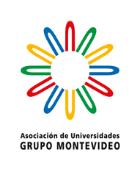 Asociación de Universidades
GRUPO MONTEVIDEO